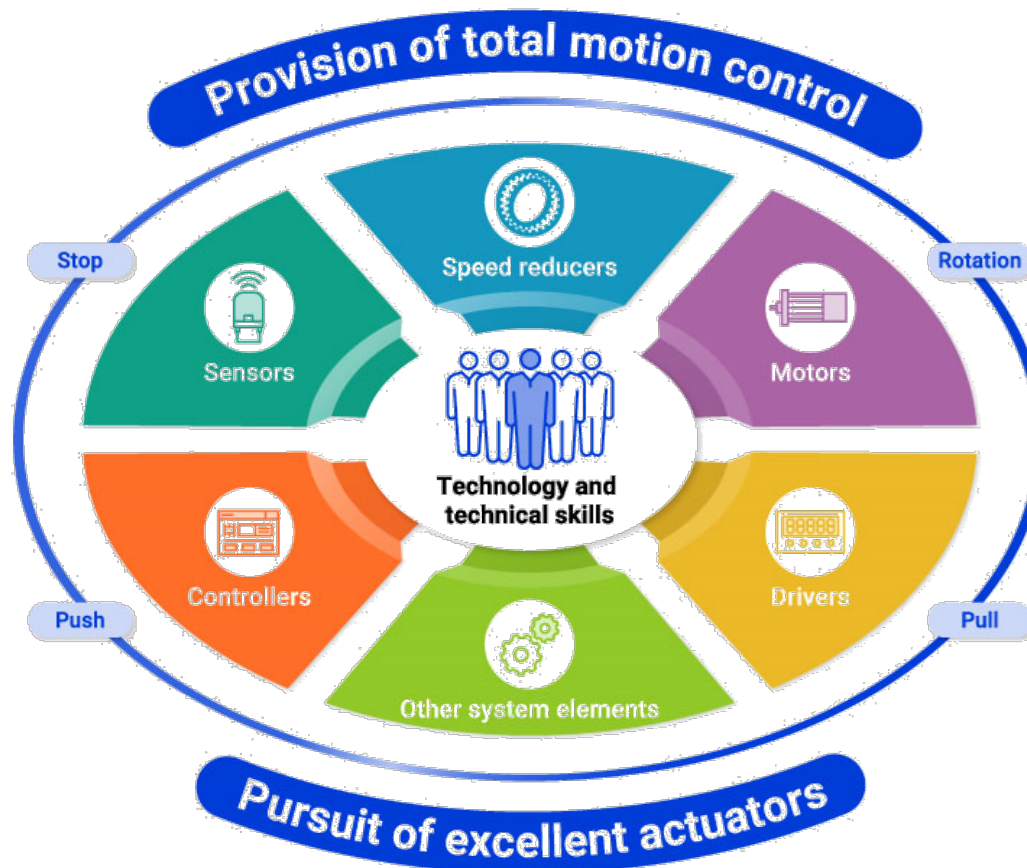 Provision of total motion control
Speed reducers
Stop
Rotation
Sensors
Motors
Technology and
technical skills
Controllers
Drivers
Push
Pull
Other system elements
Pursuit of excellent actuators